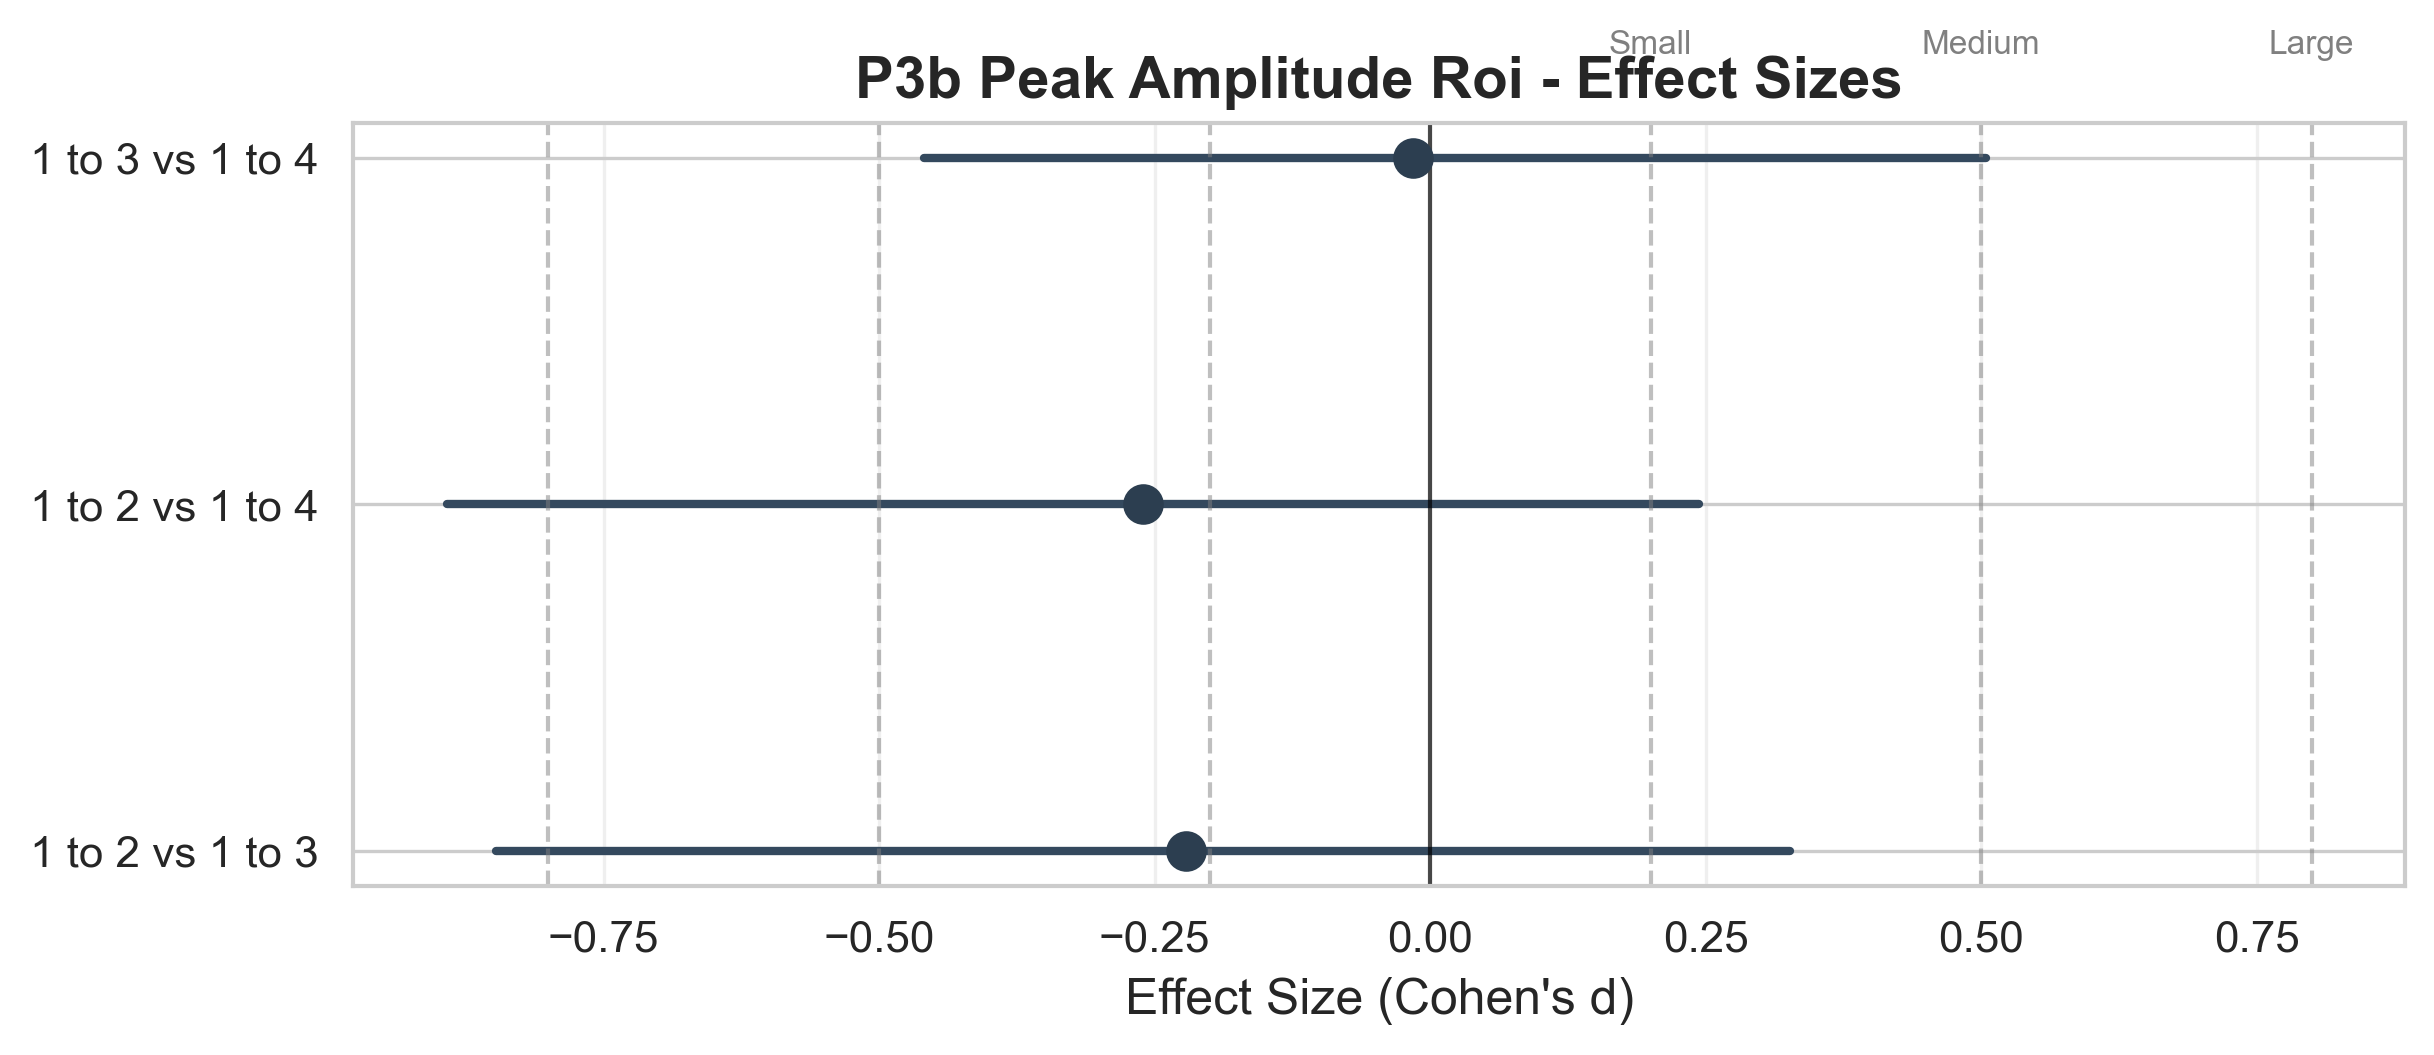 Small Medium Large
P3b Peak Amplitude Roi - Effect Sizes
1 to 3 vs 1 to 4
1 to 2 vs 1 to 4
1 to 2 vs 1 to 3
−0.75 −0.50 −0.25 0.00 0.25 0.50 0.75
Effect Size (Cohen's d)